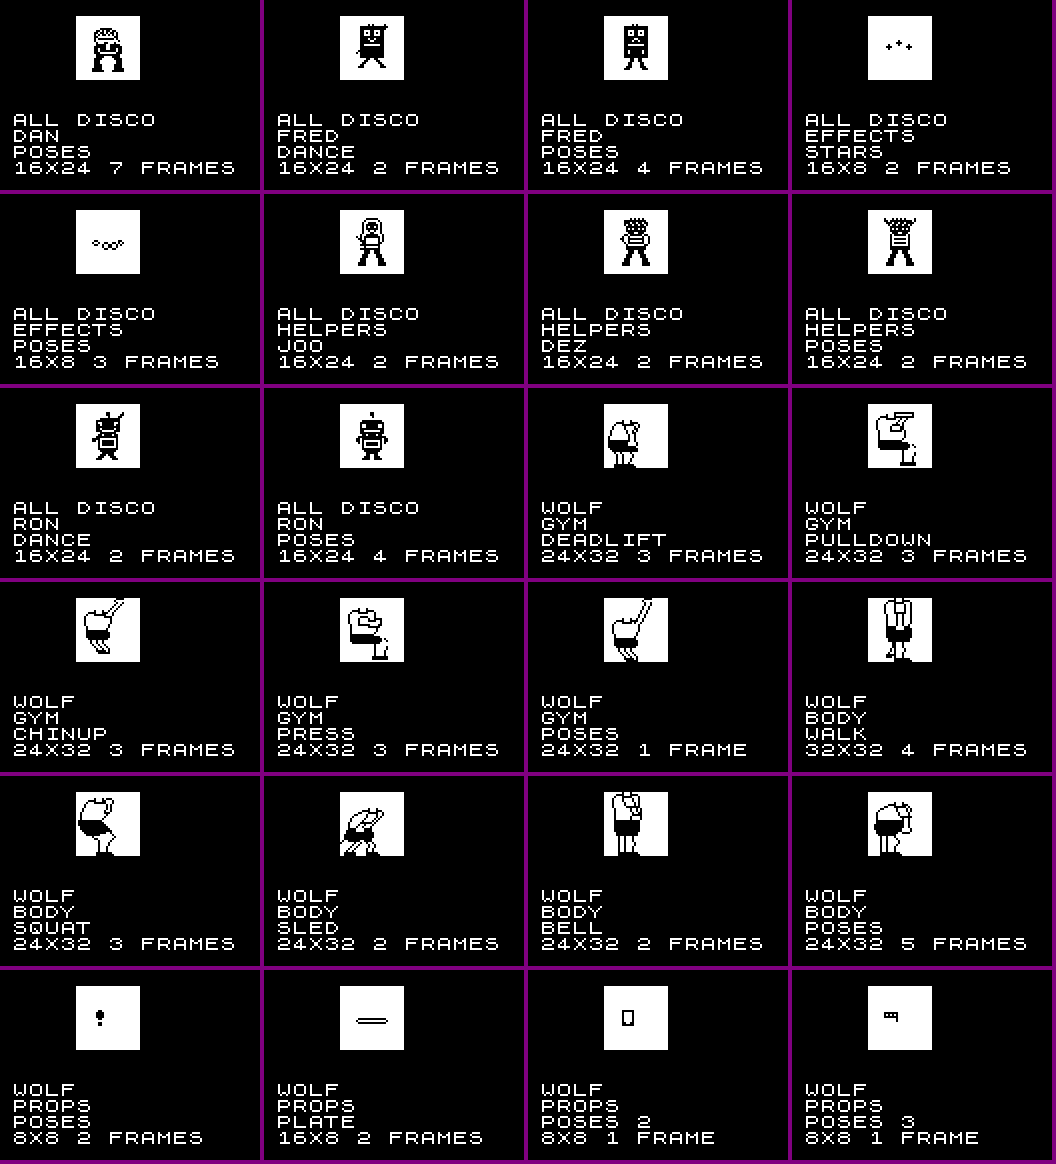 ALL DISCO
DAN
POSES
16X24 7 FRAMES
ALL DISCO
FRED
DANCE
16X24 2 FRAMES
ALL DISCO
FRED
POSES
16X24 4 FRAMES
ALL DISCO
EFFECTS
STARS
16X8 2 FRAMES
ALL DISCO
EFFECTS
POSES
16X8 3 FRAMES
ALL DISCO
HELPERS
JOO
16X24 2 FRAMES
ALL DISCO
HELPERS
DEZ
16X24 2 FRAMES
ALL DISCO
HELPERS
POSES
16X24 2 FRAMES
ALL DISCO
RON
DANCE
16X24 2 FRAMES
ALL DISCO
RON
POSES
16X24 4 FRAMES
WOLF
GYM
DEADLIFT
24X32 3 FRAMES
WOLF
GYM
PULLDOWN
24X32 3 FRAMES
WOLF
GYM
CHINUP
24X32 3 FRAMES
WOLF
GYM
PRESS
24X32 3 FRAMES
WOLF
GYM
POSES
24X32 1 FRAME
WOLF
BODY
WALK
32X32 4 FRAMES
WOLF
BODY
SQUAT
24X32 3 FRAMES
WOLF
BODY
SLED
24X32 2 FRAMES
WOLF
BODY
BELL
24X32 2 FRAMES
WOLF
BODY
POSES
24X32 5 FRAMES
WOLF
PROPS
POSES
8X8 2 FRAMES
WOLF
PROPS
PLATE
16X8 2 FRAMES
WOLF
PROPS
POSES 2
8X8 1 FRAME
WOLF
PROPS
POSES 3
8X8 1 FRAME